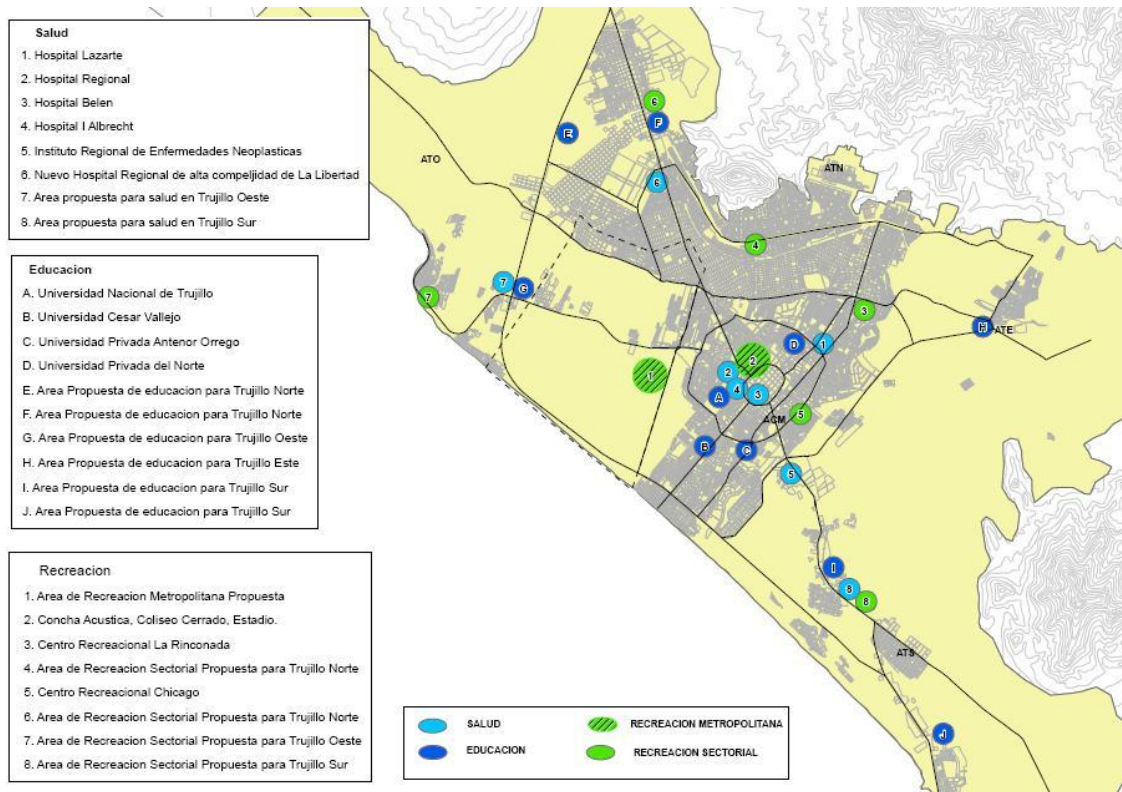 Salud
1. Hospital Lazarte
2. Hospital Regional
3. Hospital Belen
4. Hospital I Albrecht
5. Instituto Regional de Enfermedades Neoplasticas
6. Nuevo Hospital Regional de alta compeljidad de La Libertad
7. Area propuesta para salud en Trujillo Oeste
8. Area propuesta para salud en Trujillo Sur
Educacion
A. Universidad Nacional de Trujillo
B. Universidad Cesar Vallejo
C. Universidad Privada Antenor Orrego
D. Universidad Privada del Norte
E. Area Propuesta de educacion para Trujillo Norte
F. Area Propuesta de educacion para Trujillo Norte
G. Area Propuesta de educacion para Trujillo Oeste
H. Area Propuesta de educacion para Trujillo Este
I. Area Propuesta de educacion para Trujillo Sur
J. Area Propuesta de educacion para Trujillo Sur
Recreacion
1. Area de Recreacion Metropolitana Propuesta
2. Concha Acustica, Coliseo Cerrado, Estadio.
3. Centro Recreacional La Rinconada
4. Area de Recreacion Sectorial Propuesta para Trujillo Norte
5. Centro Recreacional Chicago
6. Area de Recreacion Sectorial Propuesta para Trujillo Norte
7. Area de Recreacion Sectorial Propuesta para Trujillo Oeste
8. Area de Recreacion Sectorial Propuesta para Trujillo Sur
6
F
E
ATO
ATN
6
4
7
G
7
3
H
ATE
D
1
2
1
2
4
3
A
5
ACM
B
C
5
I
8
8
ATS
J
SALUD
RECREACION METROPOLITANA
EDUCACION
RECREACION SECTORIAL